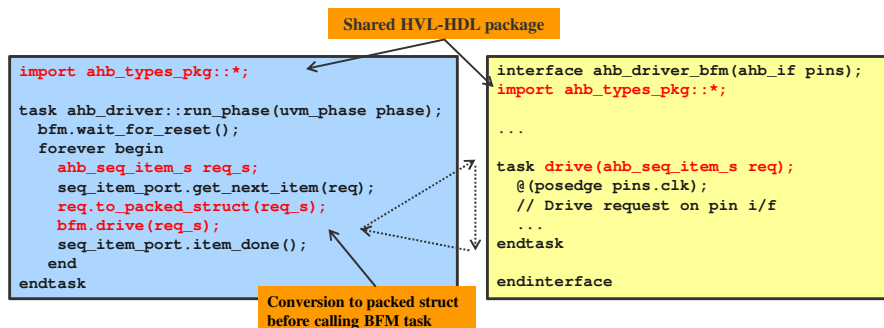 Shared HVL-HDL package
import ahb_types_pkg::*;
task ahb_driver::run_phase(uvm_phase phase);
bfm.wait_for_reset();
forever begin
ahb_seq_item_s req_s;
seq_item_port.get_next_item(req);
req.to_packed_struct(req_s);
bfm.drive(req_s);
seq_item_port.item_done();
end
endtask
Conversion to packed struct
before calling BFM task
interface ahb_driver_bfm(ahb_if pins);
import ahb_types_pkg::*;
...
task drive(ahb_seq_item_s req);
@(posedge pins.clk);
// Drive request on pin i/f
...
endtask
endinterface